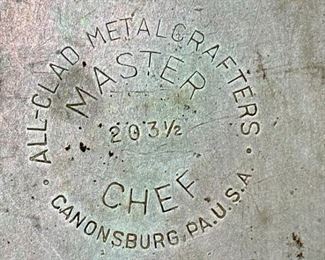 ALL-CLAD METALCRAFTERS
MASTER
203½
CHEF
• CANONSBURG, PA. U.S.A. •